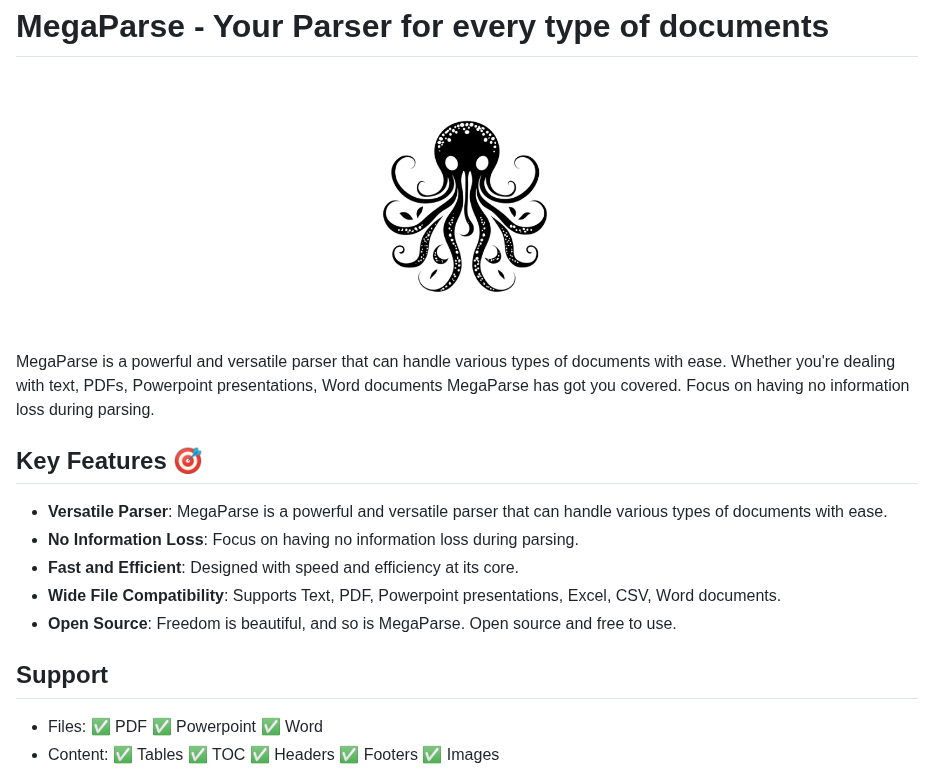 MegaParse - Your Parser for every type of documents
MegaParse is a powerful and versatile parser that can handle various types of documents with ease. Whether you're dealing
with text, PDFs, Powerpoint presentations, Word documents MegaParse has got you covered. Focus on having no information
loss during parsing.
Key Features 🎯
• Versatile Parser: MegaParse is a powerful and versatile parser that can handle various types of documents with ease.
• No Information Loss: Focus on having no information loss during parsing.
• Fast and Efficient: Designed with speed and efficiency at its core.
• Wide File Compatibility: Supports Text, PDF, Powerpoint presentations, Excel, CSV, Word documents.
• Open Source: Freedom is beautiful, and so is MegaParse. Open source and free to use.
Support
• Files: ✅ PDF ✅ Powerpoint ✅ Word
• Content: ✅ Tables ✅ TOC ✅ Headers ✅ Footers ✅ Images